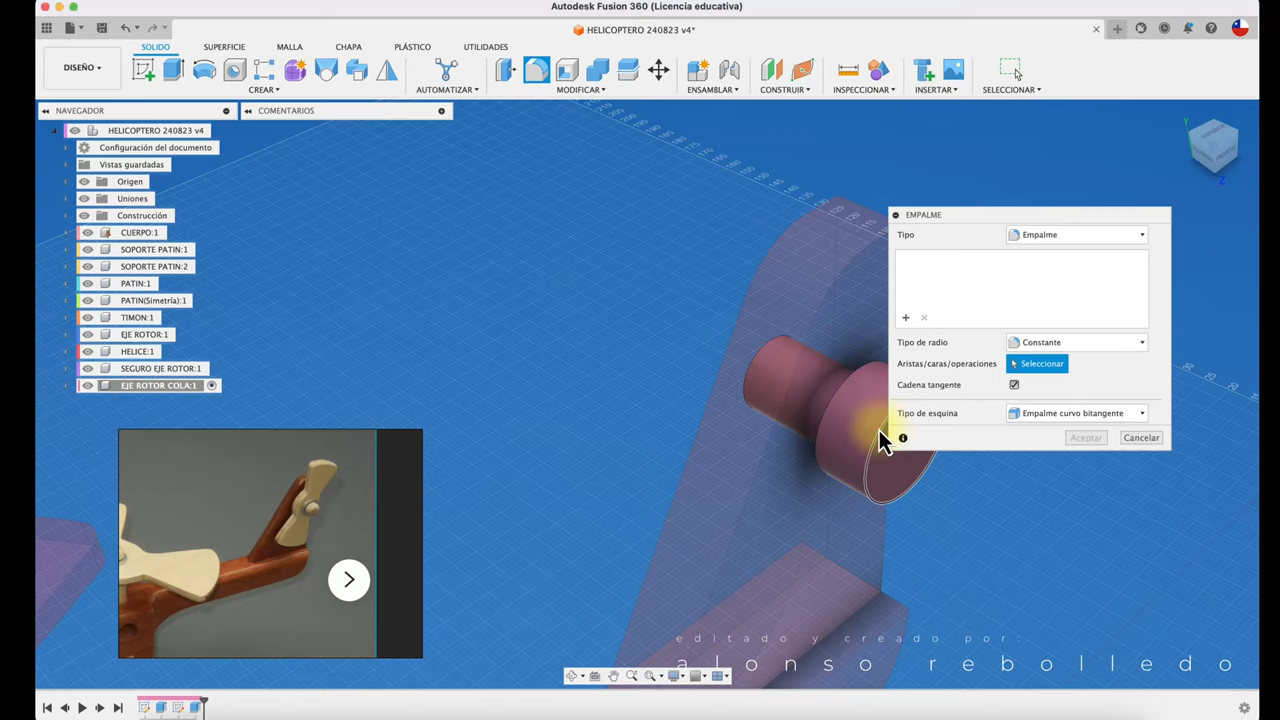 Autodesk Fusion 360 (Licencia educativa)
HELICOPTERO 240823 v4*
DISEÑO
SOLIDO
SUPERFICIE
MALLA
CHAPA
PLÁSTICO
UTILIDADES
CREAR
AUTOMATIZAR
MODIFICAR
ENSAMBLAR
CONSTRUIR
INSPECCIONAR
INSERTAR
SELECCIONAR
NAVEGADOR
COMENTARIOS
HELICOPTERO 240823 v4
Configuración del documento
Vistas guardadas
Origen
Uniones
Construcción
CUERPO:1
SOPORTE PATIN:1
SOPORTE PATIN:2
PATIN:1
PATIN(Simetría):1
TIMON:1
EJE ROTOR:1
HELICE:1
SEGURO EJE ROTOR:1
EJE ROTOR COLA:1
EMPALME
Tipo
Empalme
Tipo de radio
Constante
Aristas/caras/operaciones
Seleccionar
Cadena tangente
Tipo de esquina
Empalme curvo bitangente
Aceptar
Cancelar
Y
Z
editado y creado por:
alonso rebolledo